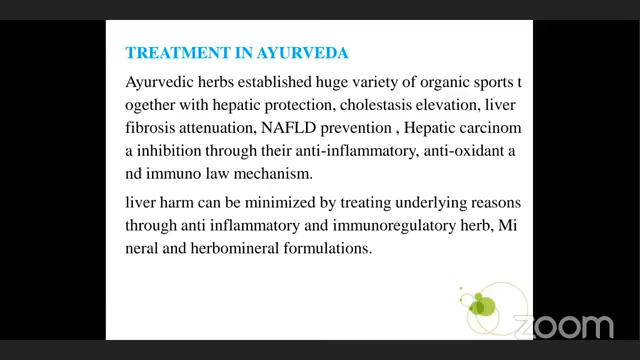 TREATMENT IN AYURVEDA
Ayurvedic herbs established huge variety of organic sports t
ogether with hepatic protection, cholestasis elevation, liver
fibrosis attenuation, NAFLD prevention , Hepatic carcinom
a inhibition through their anti-inflammatory, anti-oxidant a
nd immuno law mechanism.
liver harm can be minimized by treating underlying reasons
through anti inflammatory and immunoregulatory herb, Mi
neral and herbomineral formulations.
zoom